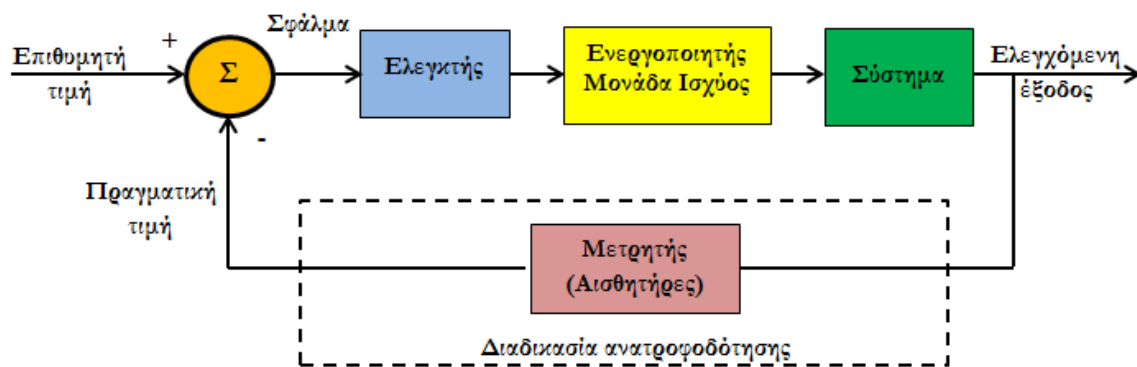 Επιθυμητή
τιμή
+
Σ
-
Σφάλμα
Ελεγκτής
Ενεργοποιητής
Μονάδα Ισχύος
Σύστημα
Ελεγχόμενη
έξοδος
Πραγματική
τιμή
Μετρητής
(Αισθητήρες)
Διαδικασία ανατροφοδότησης